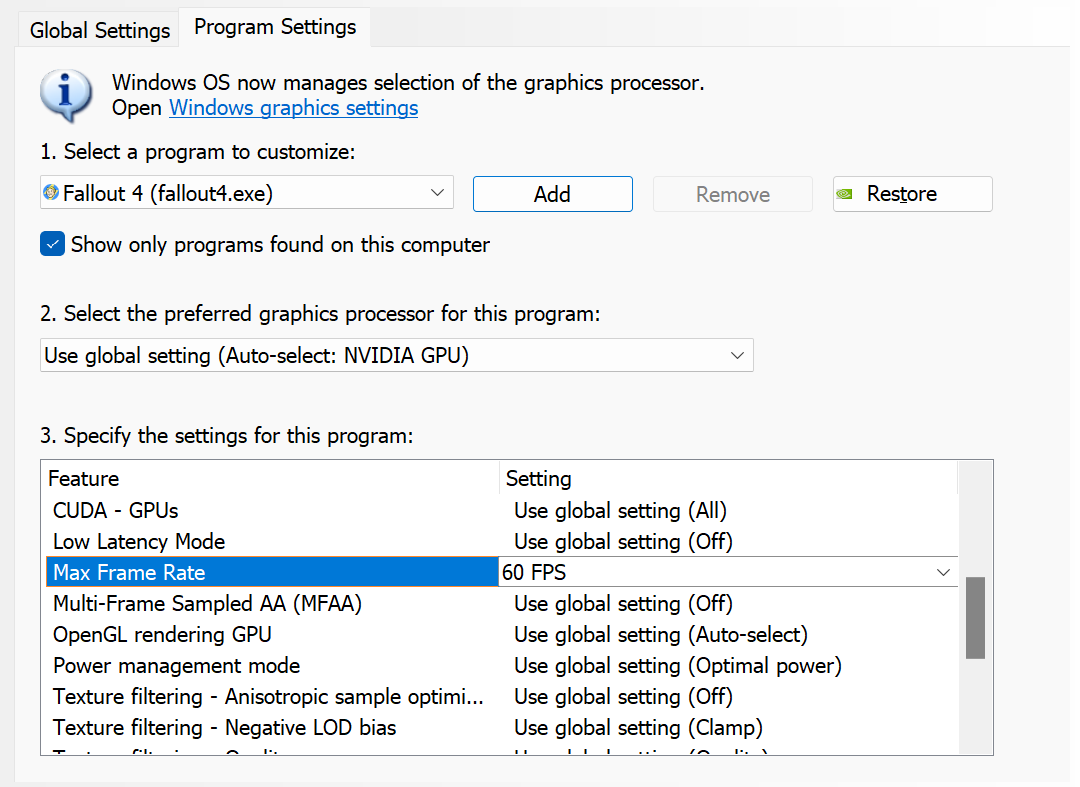 Global Settings
Program Settings
Windows OS now manages selection of the graphics processor.
Open Windows graphics settings
1. Select a program to customize:
Fallout 4 (fallout4.exe)
Add
Remove
Restore
Show only programs found on this computer
2. Select the preferred graphics processor for this program:
Use global setting (Auto-select: NVIDIA GPU)
3. Specify the settings for this program:
Feature Setting
CUDA - GPUs Use global setting (All)
Low Latency Mode Use global setting (Off)
Max Frame Rate 60 FPS
Multi-Frame Sampled AA (MFAA) Use global setting (Off)
OpenGL rendering GPU Use global setting (Auto-select)
Power management mode Use global setting (Optimal power)
Texture filtering - Anisotropic sample optimi... Use global setting (Off)
Texture filtering - Negative LOD bias Use global setting (Clamp)